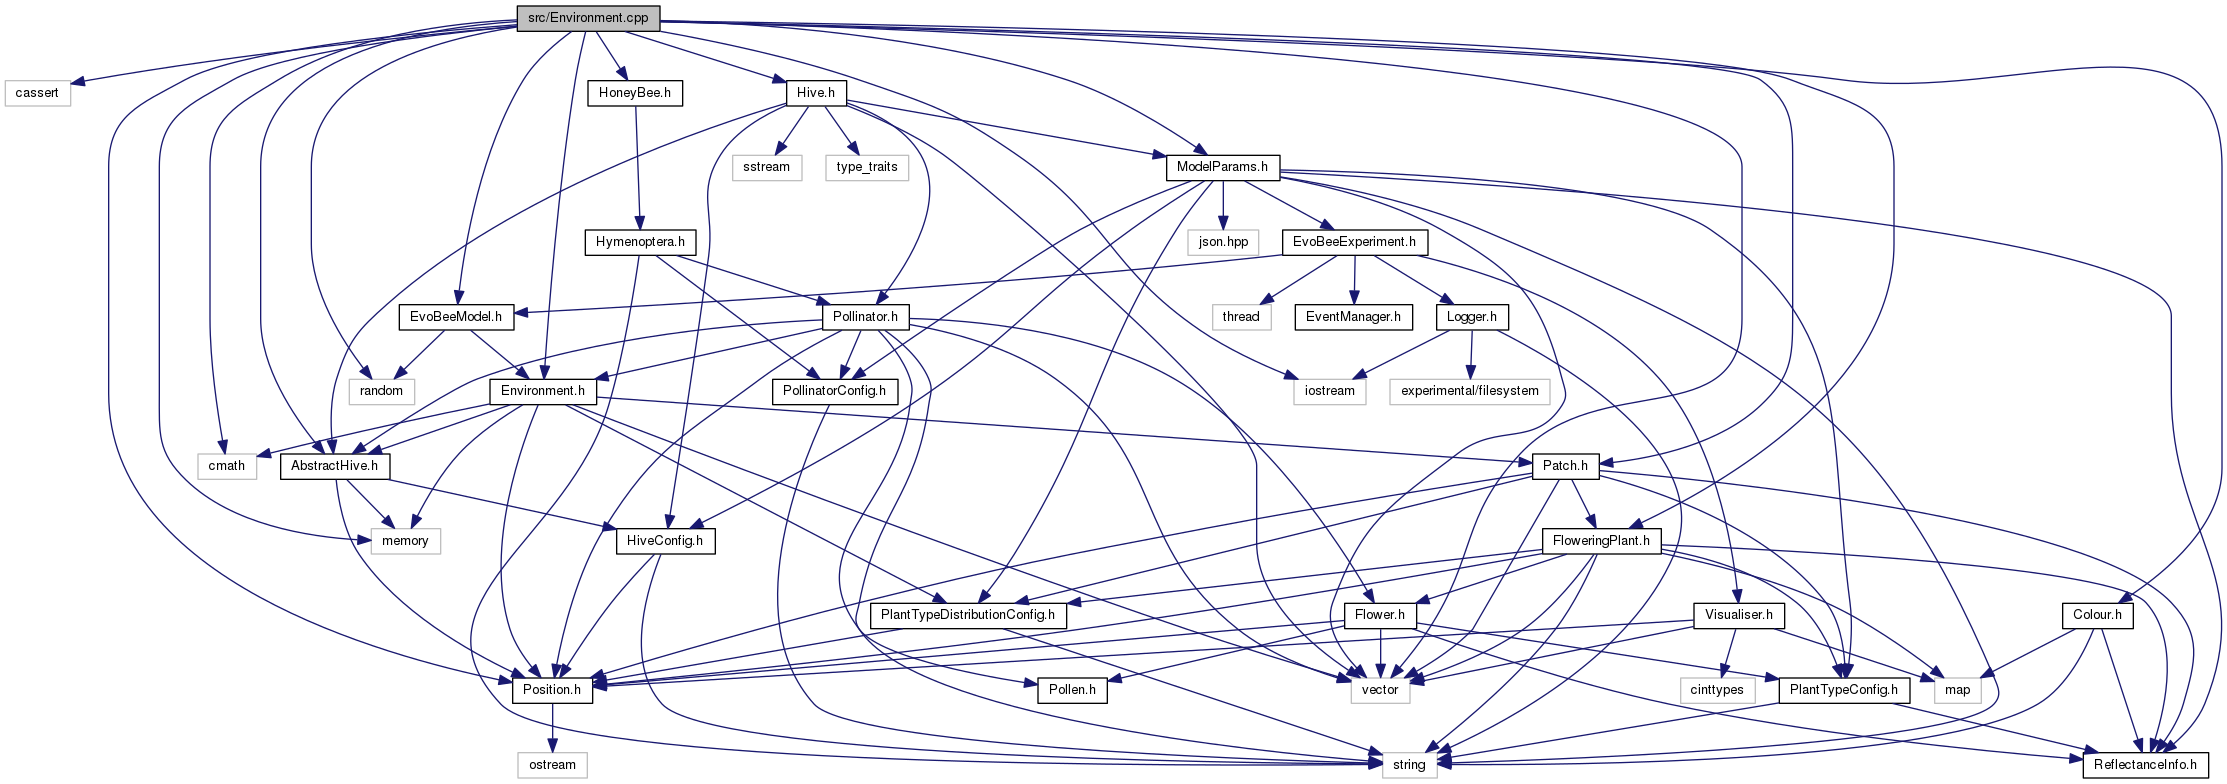 src/Environment.cpp
cassert
HoneyBee.h
Hive.h
sstream
type_traits
ModelParams.h
Hymenoptera.h
json.hpp
EvoBeeExperiment.h
EvoBeeModel.h
Pollinator.h
thread
EventManager.h
Logger.h
random
Environment.h
PollinatorConfig.h
iostream
experimental/filesystem
cmath
AbstractHive.h
Patch.h
memory
HiveConfig.h
FloweringPlant.h
PlantTypeDistributionConfig.h
Flower.h
Visualiser.h
Colour.h
Position.h
Pollen.h
vector
cinttypes
PlantTypeConfig.h
map
ostream
string
ReflectanceInfo.h